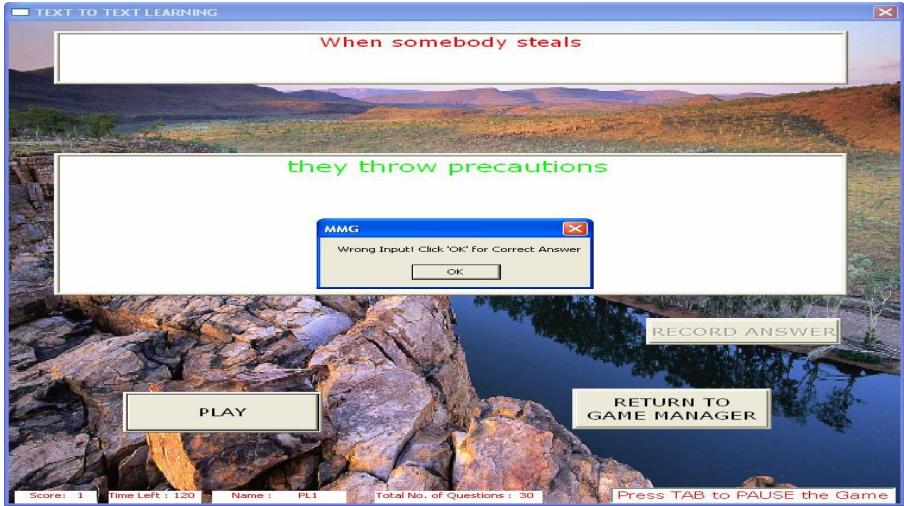 TEXT TO TEXT LEARNING
When somebody steals
they throw precautions
MMG
Wrong Input! Click 'OK' for Correct Answer
OK
RECORD ANSWER
PLAY
RETURN TO
GAME MANAGER
Score: 1 Time Left : 120 Name : PL1 Total No. of Questions : 30 Press TAB to PAUSE the Game